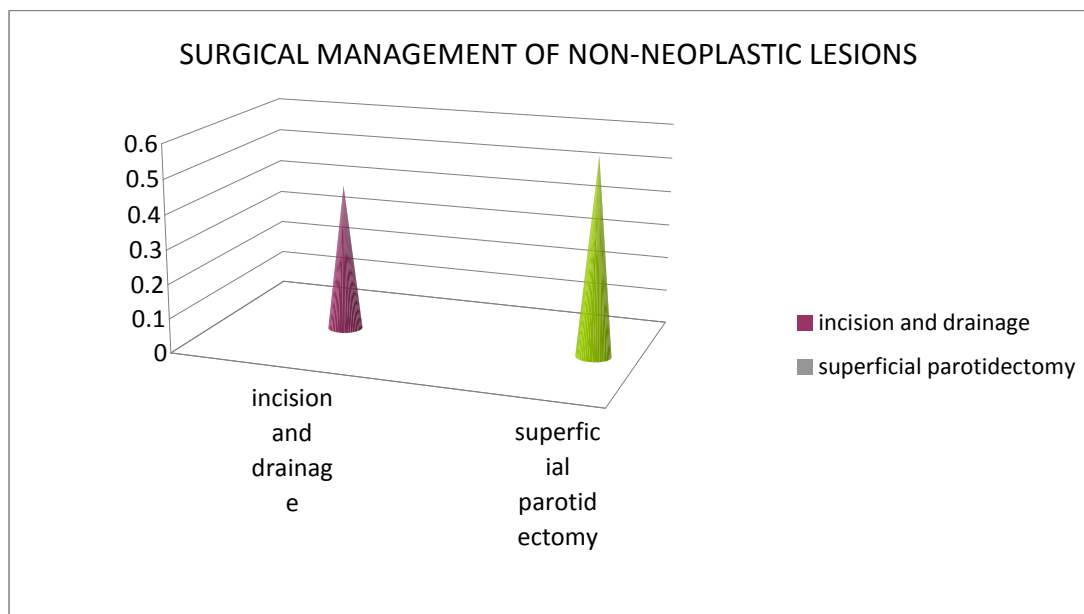 SURGICAL MANAGEMENT OF NON-NEOPLASTIC LESIONS
0.6
0.5
0.4
0.3
0.2
0.1
0
incision
and
drainag
e
superfic
ial
parotid
ectomy
incision and drainage
superficial parotidectomy